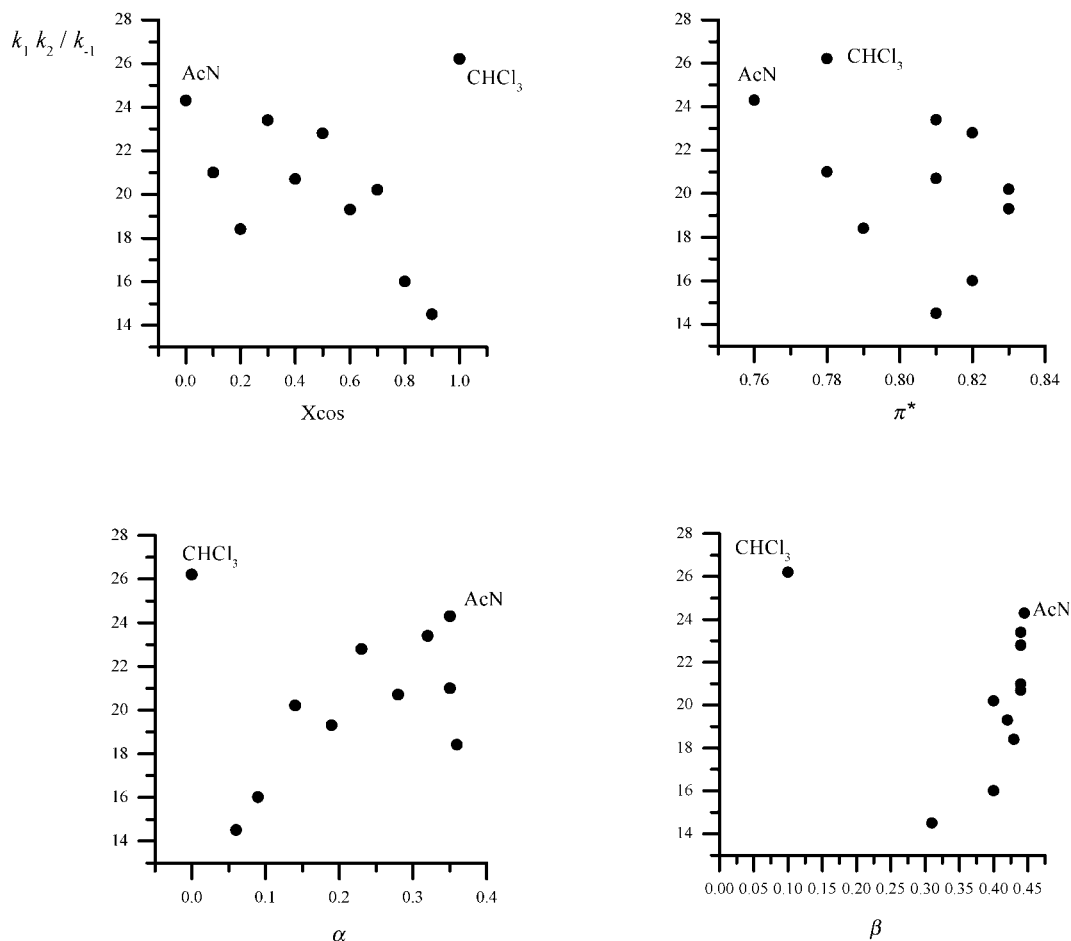 k₁ k₂ / k₋₁
28
26
24
22
20
18
16
14
AcN
CHCl₃
0.0 0.2 0.4 0.6 0.8 1.0
Xcos
28
26
24
22
20
18
16
14
CHCl₃
AcN
0.76 0.78 0.80 0.82 0.84
π*
28
26
24
22
20
18
16
14
CHCl₃
AcN
0.0 0.1 0.2 0.3 0.4
α
28
26
24
22
20
18
16
14
CHCl₃
AcN
0.00 0.05 0.10 0.15 0.20 0.25 0.30 0.35 0.40 0.45
β